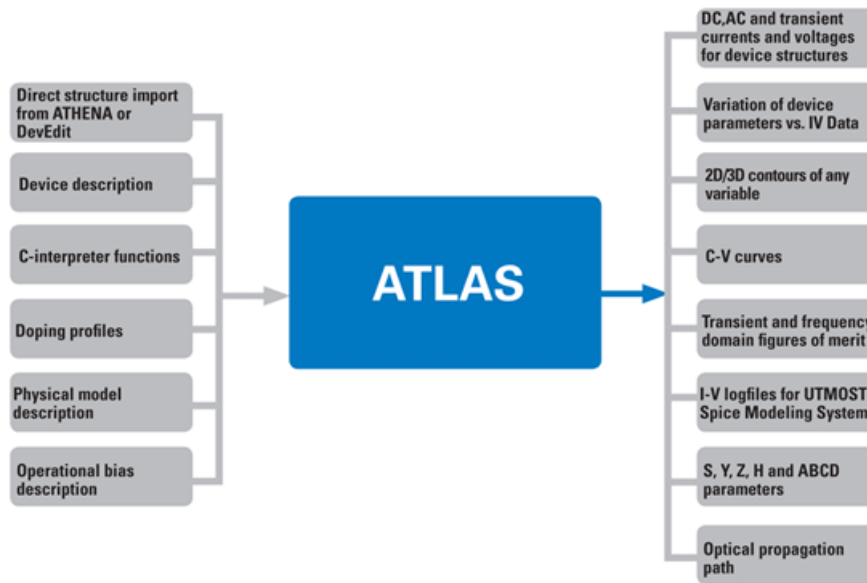 Direct structure import
from ATHENA or
DevEdit
Device description
C-interpreter functions
Doping profiles
Physical model
description
Operational bias
description
ATLAS
DC,AC and transient
currents and voltages
for device structures
Variation of device
parameters vs. IV Data
2D/3D contours of any
variable
C-V curves
Transient and frequency
domain figures of merit
I-V logfiles for UTMOST
Spice Modeling System
S, Y, Z, H and ABCD
parameters
Optical propagation
path